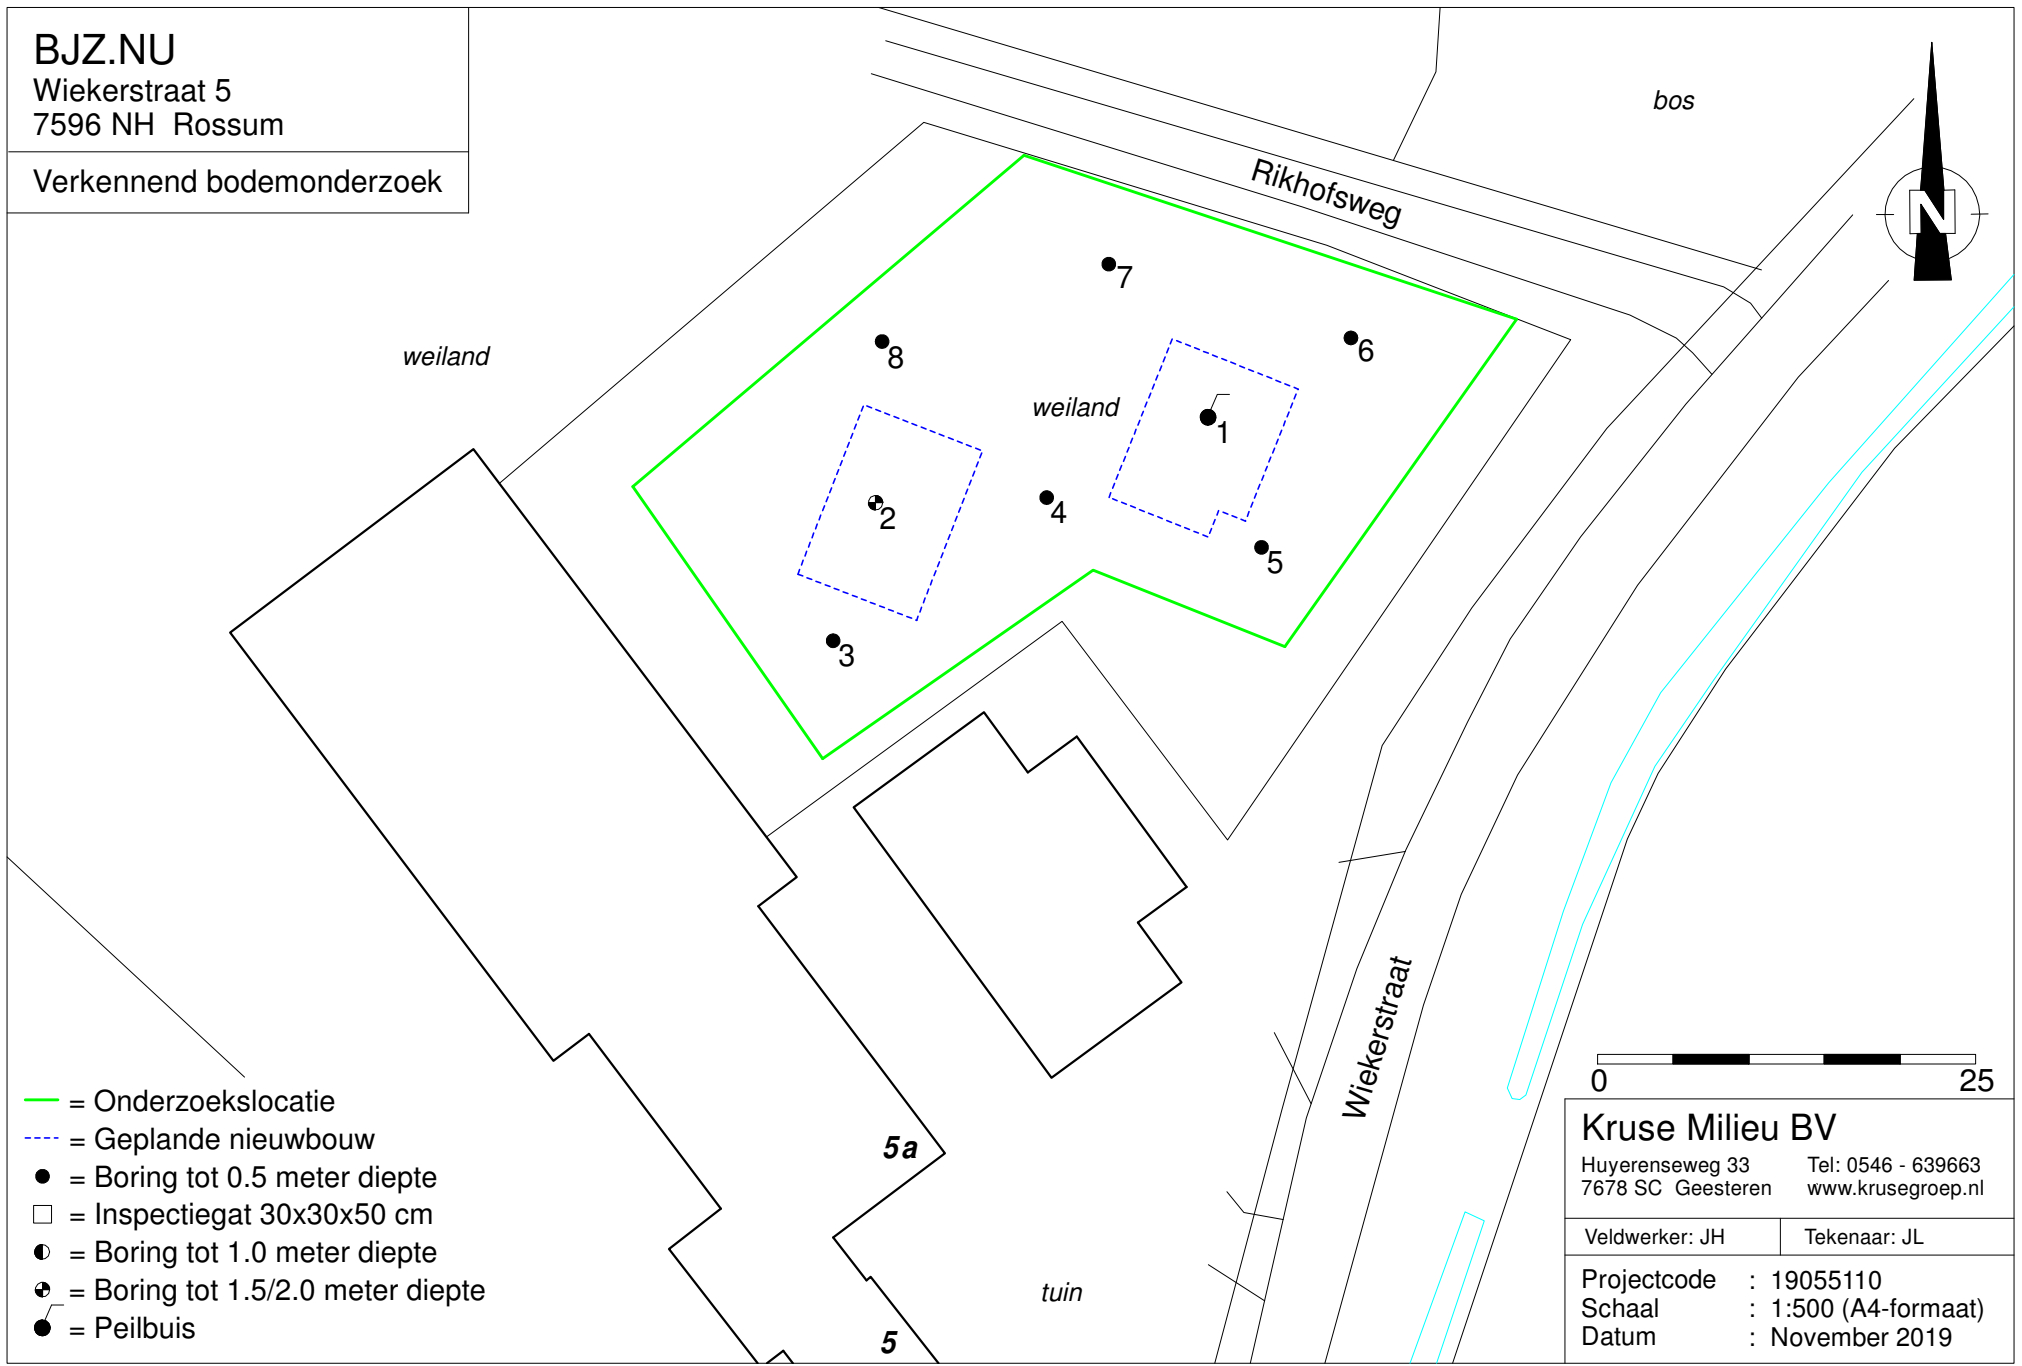 BJZ.NU
Wiekerstraat 5
7596 NH  Rossum
Verkennend bodemonderzoek
bos
Rikhofsweg
N
7
6
8
weiland
weiland
1
4
2
5
3
Wiekerstraat
5a
tuin
5
= Onderzoekslocatie
= Geplande nieuwbouw
= Boring tot 0.5 meter diepte
= Inspectiegat 30x30x50 cm
= Boring tot 1.0 meter diepte
= Boring tot 1.5/2.0 meter diepte
= Peilbuis
0 25
Kruse Milieu BV
Huyerenseweg 33 Tel: 0546 - 639663
7678 SC  Geesteren www.krusegroep.nl
Veldwerker: JH Tekenaar: JL
Projectcode : 19055110
Schaal : 1:500 (A4-formaat)
Datum : November 2019